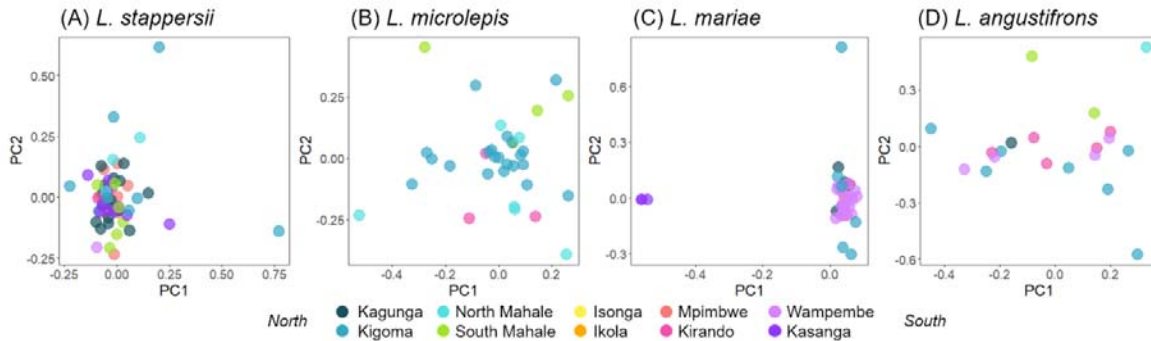 (A) L. stappersii
(B) L. microlepis
(C) L. mariae
(D) L. angustifrons
PC2
0.50
0.25
0.00
-0.25
-0.25
0.00
0.25
0.50
0.75
PC1
PC2
0.25
0.00
-0.25
-0.4
-0.2
0.0
0.2
PC1
PC2
0.6
0.3
0.0
-0.3
-0.4
-0.2
0.0
PC1
PC2
0.3
0.0
-0.3
-0.6
-0.4
-0.2
0.0
0.2
PC1
North
Kagunga
North Mahale
Isonga
Mpimbwe
Wampembe
Kigoma
South Mahale
Ikola
Kirando
Kasanga
South